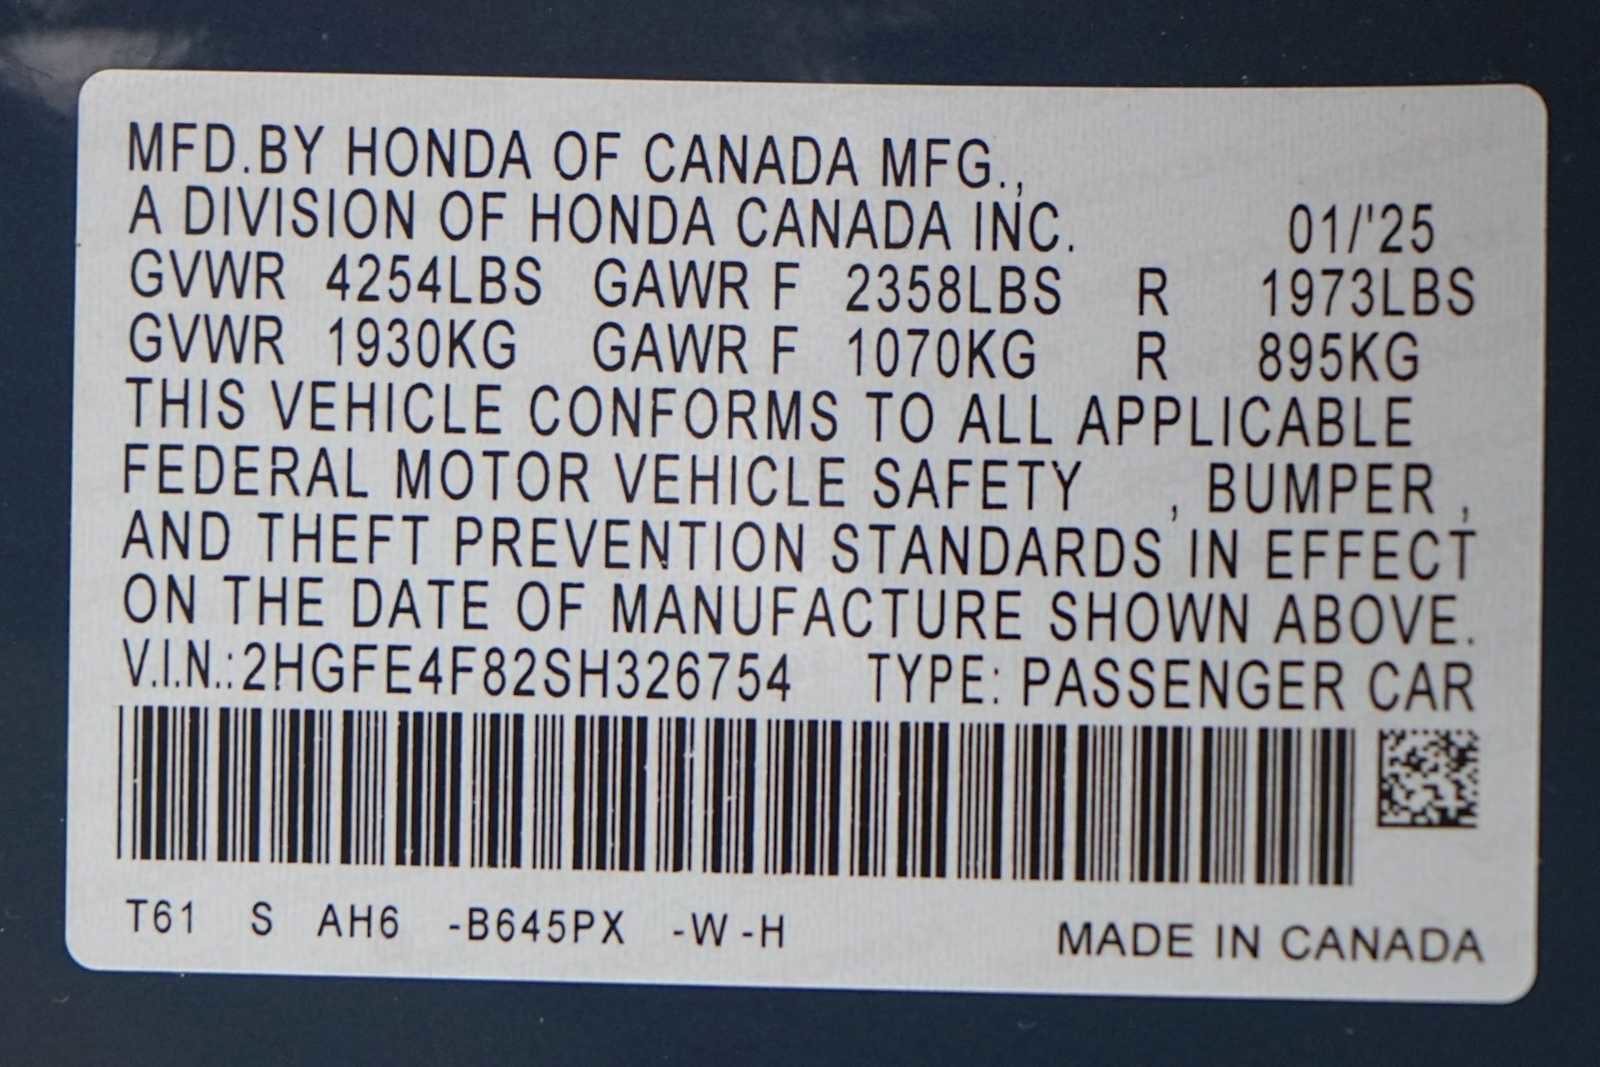 MFD.BY HONDA OF CANADA MFG.,
A DIVISION OF HONDA CANADA INC. 01/'25
GVWR 4254LBS GAWR F 2358LBS R 1973LBS
GVWR 1930KG GAWR F 1070KG R 895KG
THIS VEHICLE CONFORMS TO ALL APPLICABLE
FEDERAL MOTOR VEHICLE SAFETY , BUMPER ,
AND THEFT PREVENTION STANDARDS IN EFFECT
ON THE DATE OF MANUFACTURE SHOWN ABOVE.
V.I.N.:2HGFE4F82SH326754 TYPE: PASSENGER CAR
T61 S AH6 -B645PX -W -H MADE IN CANADA